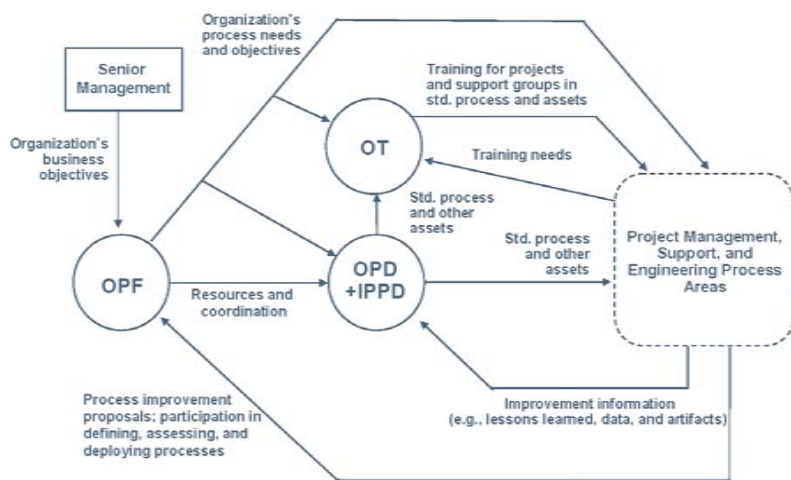 Organization's
process needs
and objectives
Senior
Management
Training for projects
and support groups in
std. process and assets
Organization's
business
objectives
OT
Training needs
Std. process
and other
assets
Std. process
and other
assets
Project Management,
Support, and
Engineering Process
Areas
OPF
OPD
+IPPD
Resources and
coordination
Process improvement
proposals; participation in
defining, assessing, and
deploying processes
Improvement information
(e.g., lessons learned, data, and artifacts)